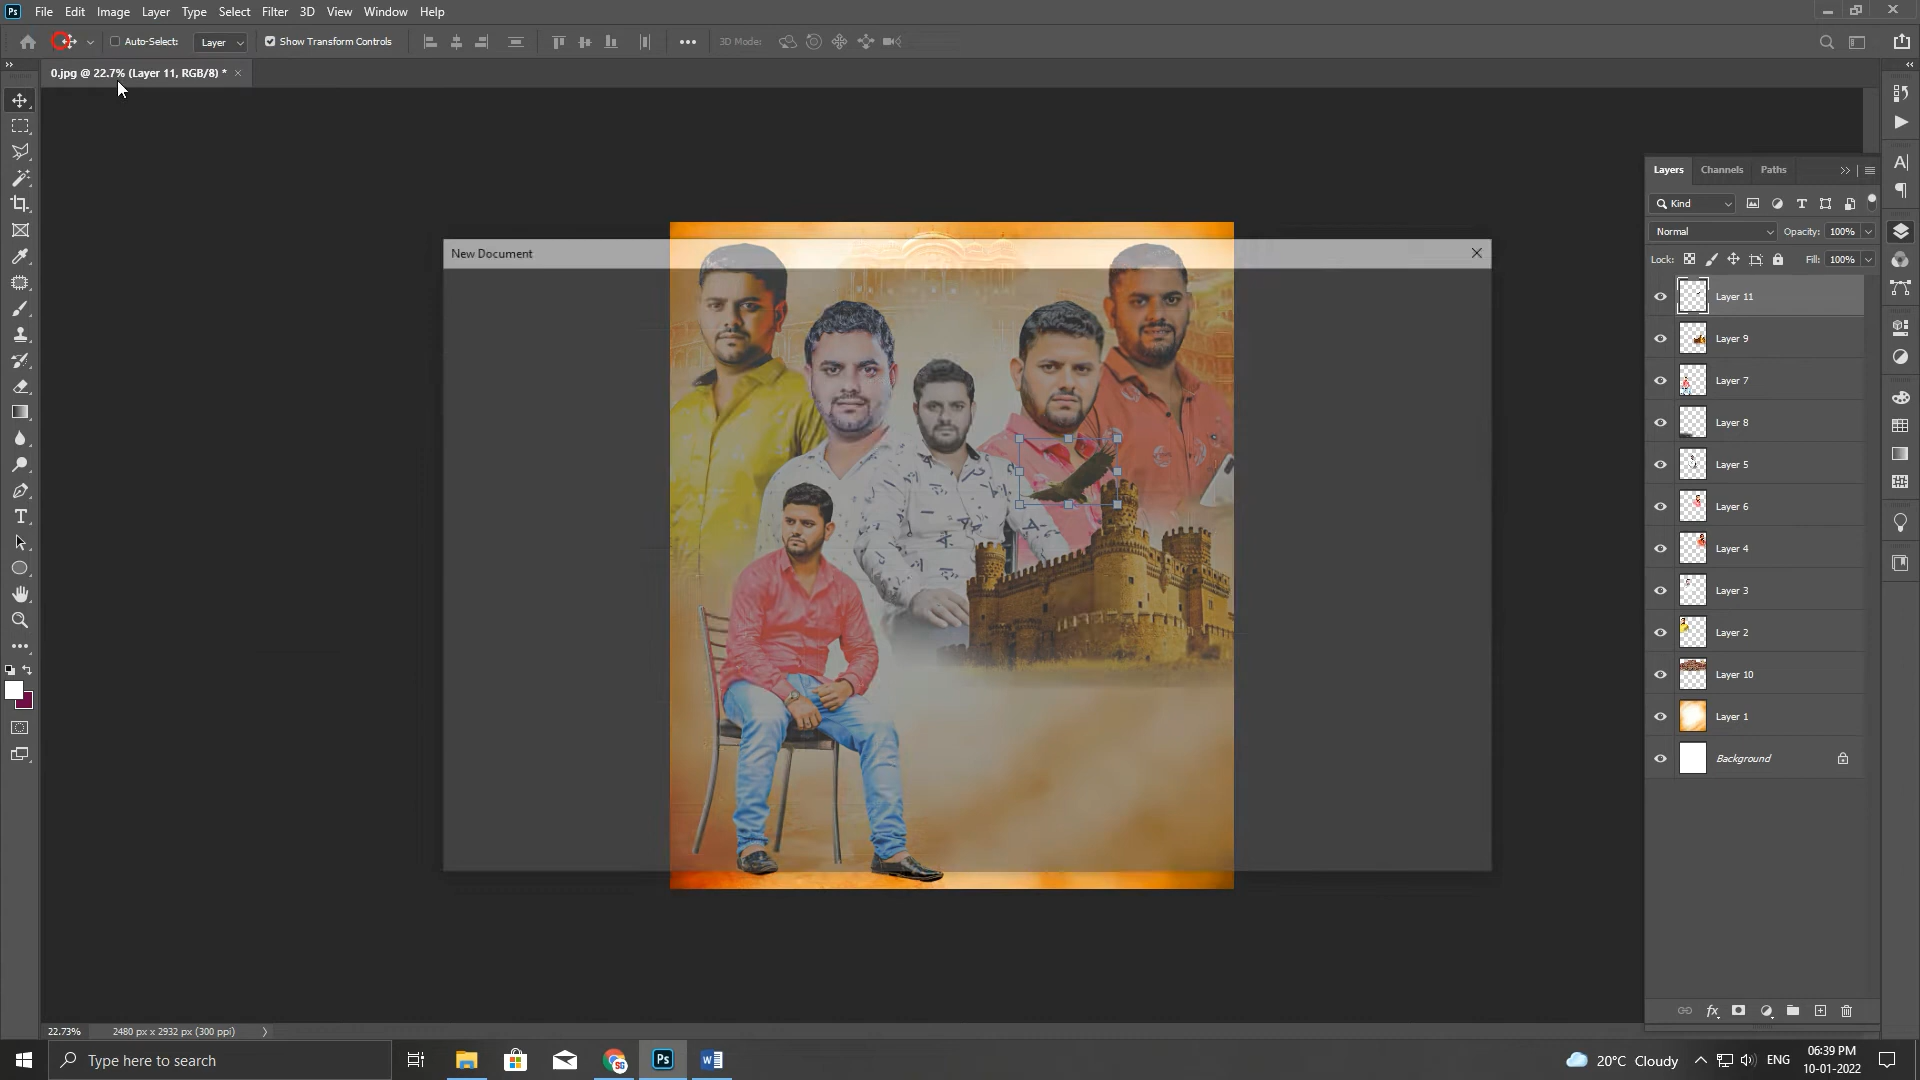 Ps File Edit Image Layer Type Select Filter 3D View Window Help
Auto-Select: Layer Show Transform Controls 3D Mode:
0.jpg @ 22.7% (Layer 11, RGB/8) *
New Document
Layers Channels Paths
Kind
Normal Opacity: 100%
Lock: Fill: 100%
Layer 11
Layer 9
Layer 7
Layer 8
Layer 5
Layer 6
Layer 4
Layer 3
Layer 2
Layer 10
Layer 1
Background
22.73% 2480 px x 2932 px (300 ppi)
Type here to search
SG Ps W
20°C Cloudy ENG
06:39 PM
10-01-2022